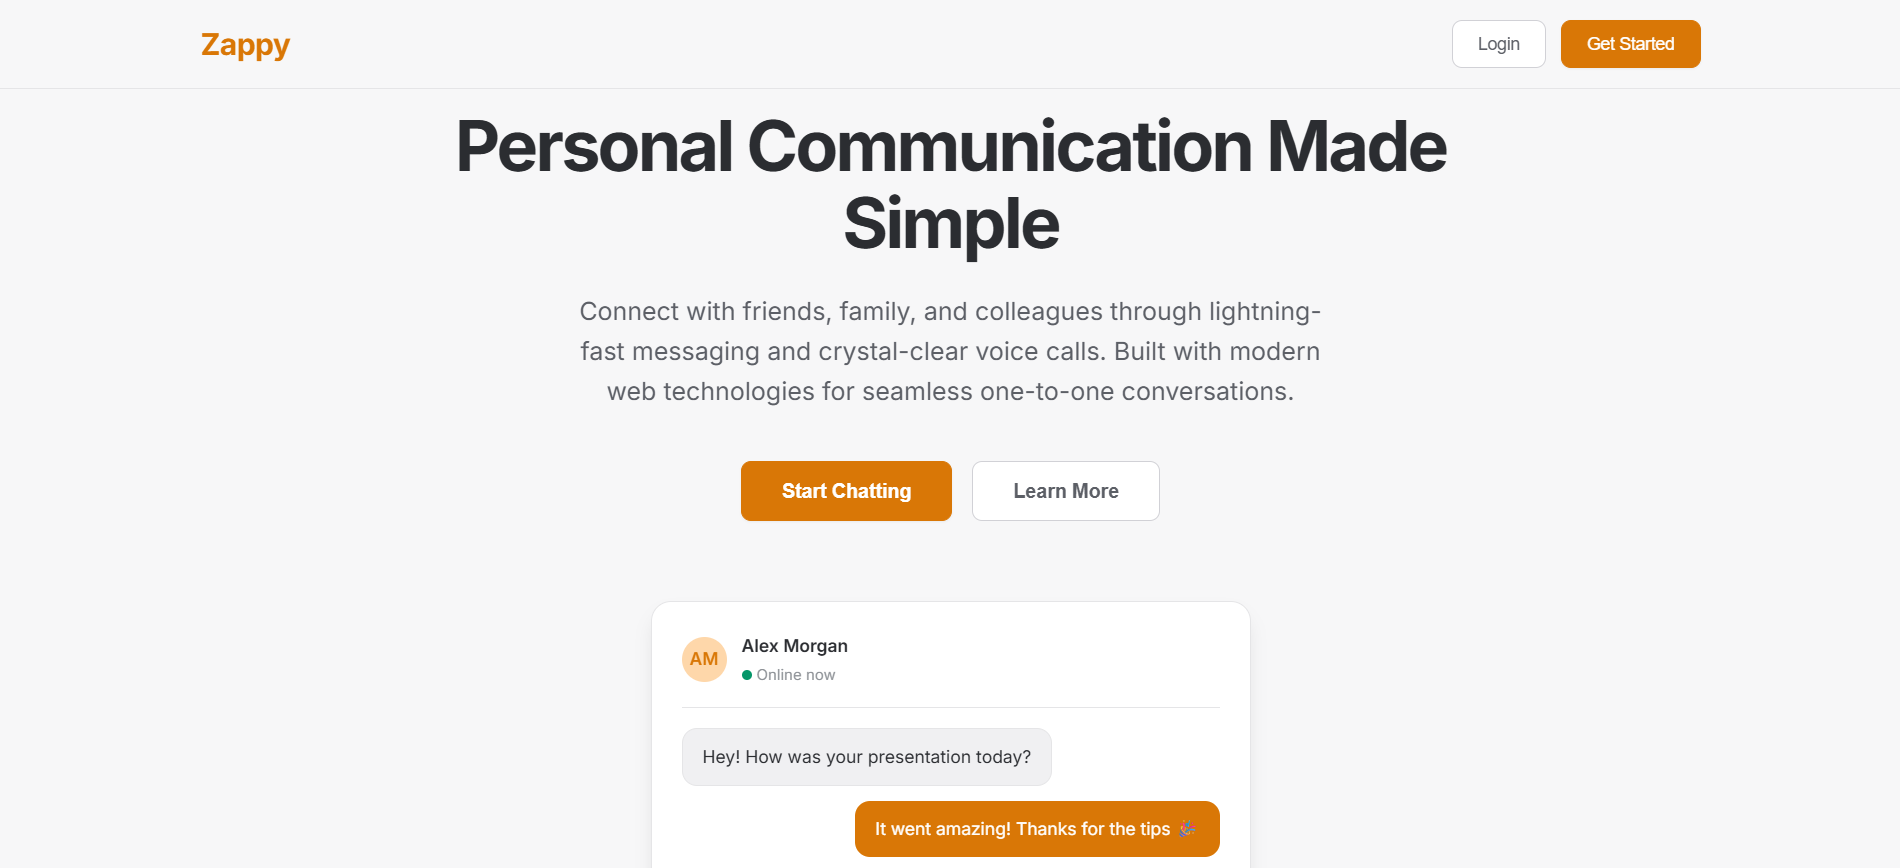 Zappy
Login
Get Started
Personal Communication Made
Simple
Connect with friends, family, and colleagues through lightning-
fast messaging and crystal-clear voice calls. Built with modern
web technologies for seamless one-to-one conversations.
Start Chatting
Learn More
AM
Alex Morgan
Online now
Hey! How was your presentation today?
It went amazing! Thanks for the tips 🎉